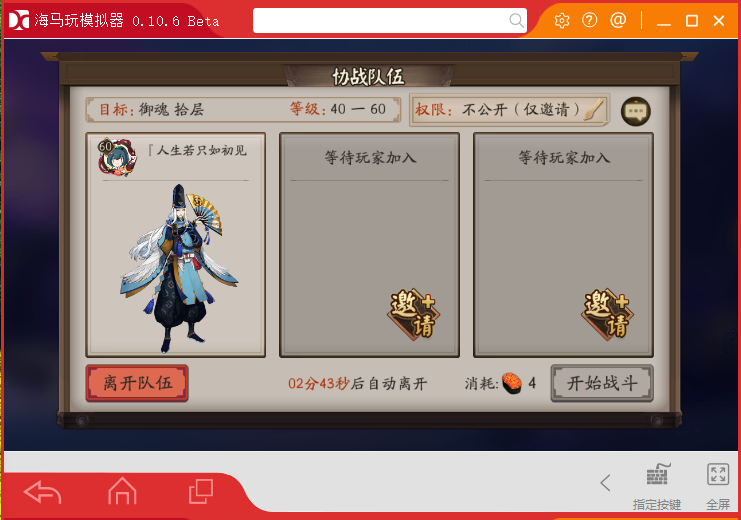 海马玩模拟器 0.10.6 Beta
协战队伍
目标: 御魂 拾层
等级: 40 一 60
权限: 不公开（仅邀请）
60
『人生若只如初见
等待玩家加入
等待玩家加入
邀请
邀请
离开队伍
02分43秒后自动离开
消耗: 4
开始战斗
指定按键
全屏